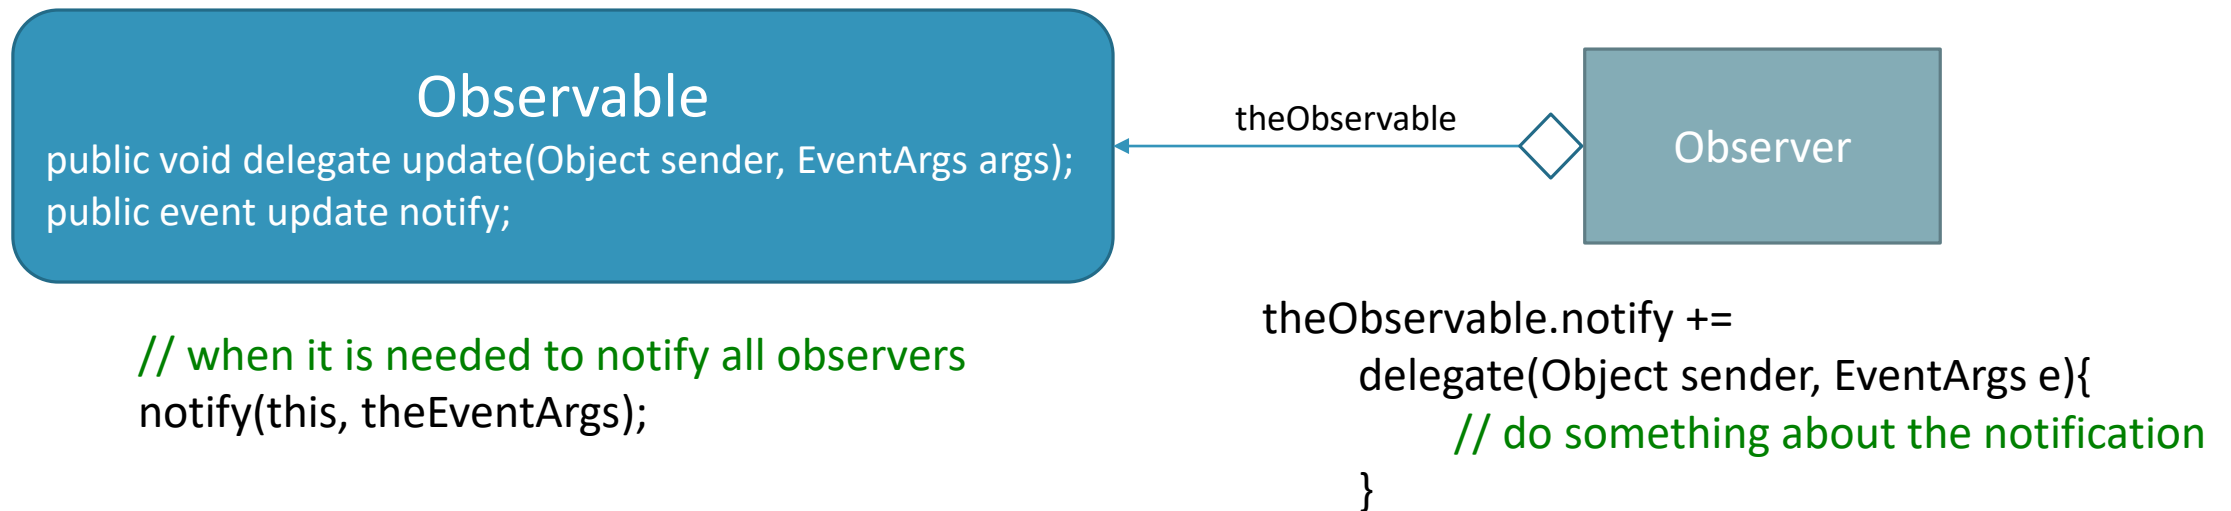 Observable
public void delegate update(Object sender, EventArgs args);
public event update notify;
theObservable
Observer
// when it is needed to notify all observers
notify(this, theEventArgs);
theObservable.notify +=
delegate(Object sender, EventArgs e){
// do something about the notification
}